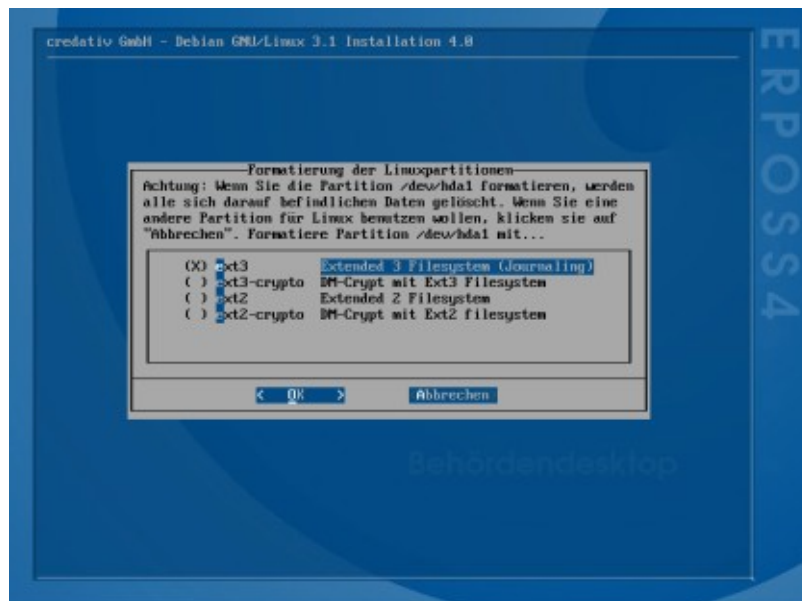 credativ GmbH - Debian GNU/Linux 3.1 Installation 4.0
ERPOSS4
Formatierung der Linuxpartitionen
Achtung: Wenn Sie die Partition /dev/hda1 formatieren, werden
alle sich darauf befindlichen Daten gelöscht. Wenn Sie eine
andere Partition für Linux benutzen wollen, klicken sie auf
"Abbrechen". Formatiere Partition /dev/hda1 mit...
(X) ext3 Extended 3 Filesystem (Journaling)
( ) ext3-crypto DM-Crypt mit Ext3 Filesystem
( ) ext2 Extended 2 Filesystem
( ) ext2-crypto DM-Crypt mit Ext2 filesystem
< OK > Abbrechen
Behördendesktop